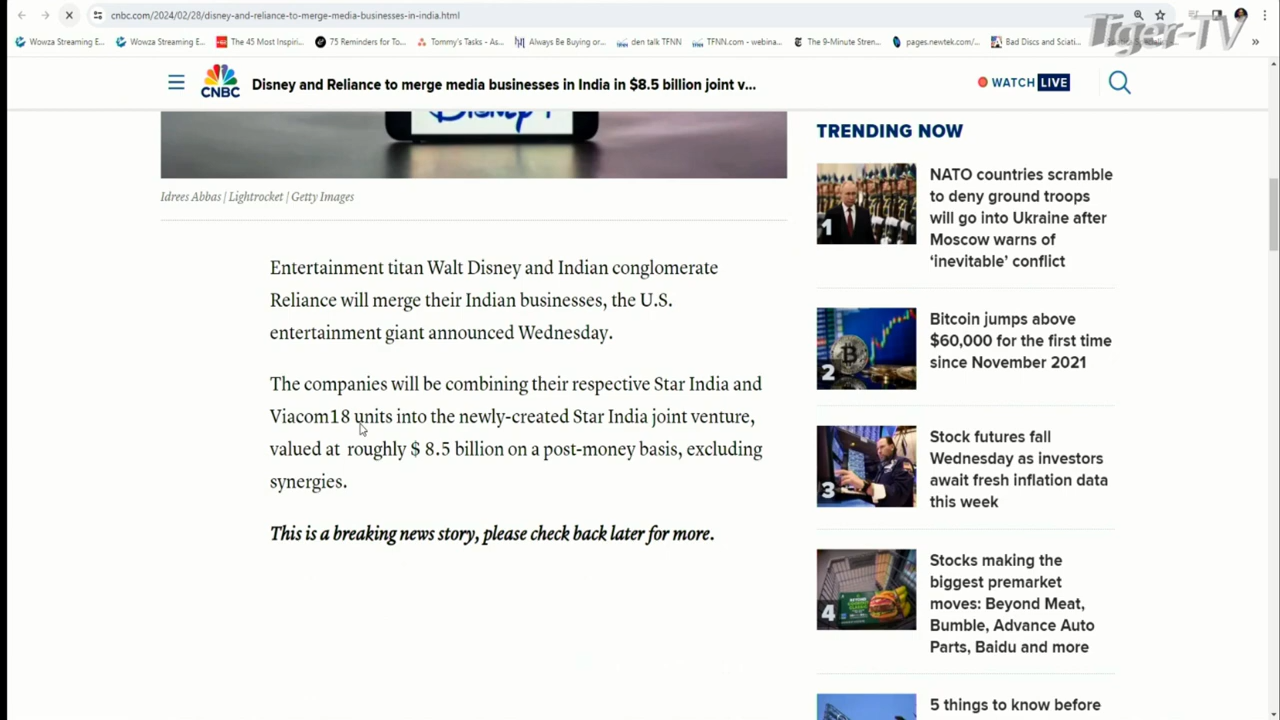 cnbc.com/2024/02/28/disney-and-reliance-to-merge-media-businesses-in-india.html
Tiger-TV
Wowza Streaming E...
Wowza Streaming E...
The 45 Most Inspiri...
75 Reminders for To...
Tommy's Tasks - As...
Always Be Buying or...
den talk TFNN
TFNN.com - webina...
The 9-Minute Stren...
pages.newtek.com/...
Bad Discs and Sciati...
CNBC
Disney and Reliance to merge media businesses in India in $8.5 billion joint v...
WATCH LIVE
Idrees Abbas | Lightrocket | Getty Images
Entertainment titan Walt Disney and Indian conglomerate
Reliance will merge their Indian businesses, the U.S.
entertainment giant announced Wednesday.
The companies will be combining their respective Star India and
Viacom18 units into the newly-created Star India joint venture,
valued at roughly $ 8.5 billion on a post-money basis, excluding
synergies.
This is a breaking news story, please check back later for more.
TRENDING NOW
1
NATO countries scramble
to deny ground troops
will go into Ukraine after
Moscow warns of
‘inevitable’ conflict
2
Bitcoin jumps above
$60,000 for the first time
since November 2021
3
Stock futures fall
Wednesday as investors
await fresh inflation data
this week
4
Stocks making the
biggest premarket
moves: Beyond Meat,
Bumble, Advance Auto
Parts, Baidu and more
5 things to know before